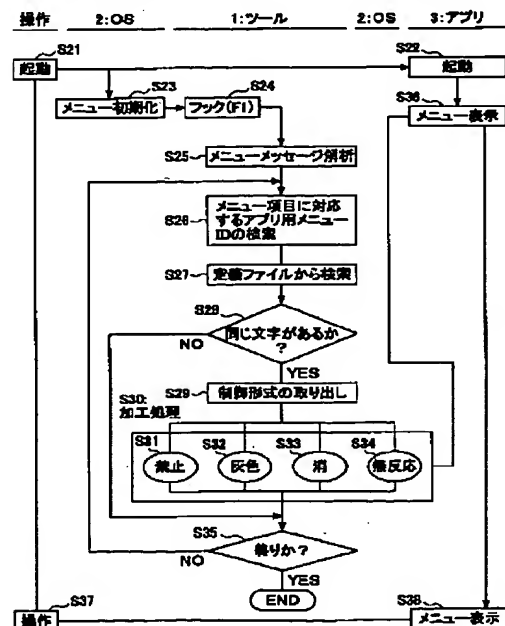 操作 2:OS 1:ツール 2:OS 3:アプリ
S21
起動
S22
起動
S23
メニュー初期化
S24
フック(F1)
S36
メニュー表示
S25
メニューメッセージ解析
S26
メニュー項目に対応
するアプリ用メニュー
IDの検索
S27
定義ファイルから検索
S28
同じ文字があるか
?
NO
YES
S29
制御形式の取り出し
S30:
加工処理
S31
禁止
S32
灰色
S33
消
S34
無反応
S35
終りか?
NO
YES
END
S37
操作
S38
メニュー表示